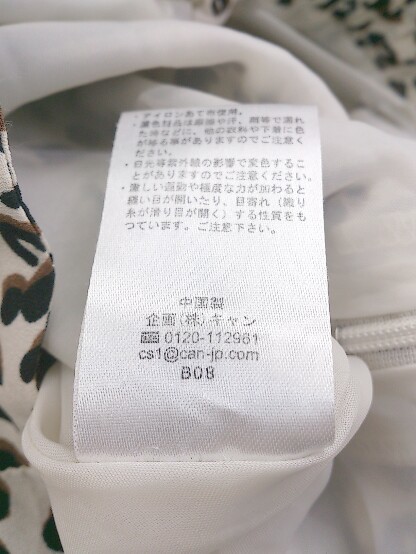 ・アイロンあて布使用。
・濃色製品は摩擦や汗、雨等で濡れ
た時などに、他の衣料や下着に色
が移る事がありますのでご注意く
ださい。
・日光等紫外線の影響で変色するこ
とがありますのでご注意ください。
・激しい運動や極度な力が加わると
縫い目が開いたり、目寄れ（織り
糸が滑り目が開く）する性質をも
つています。ご注意下さい。
中国製
企画（株）キャン
0120-112961
cs1@can-jp.com
B08